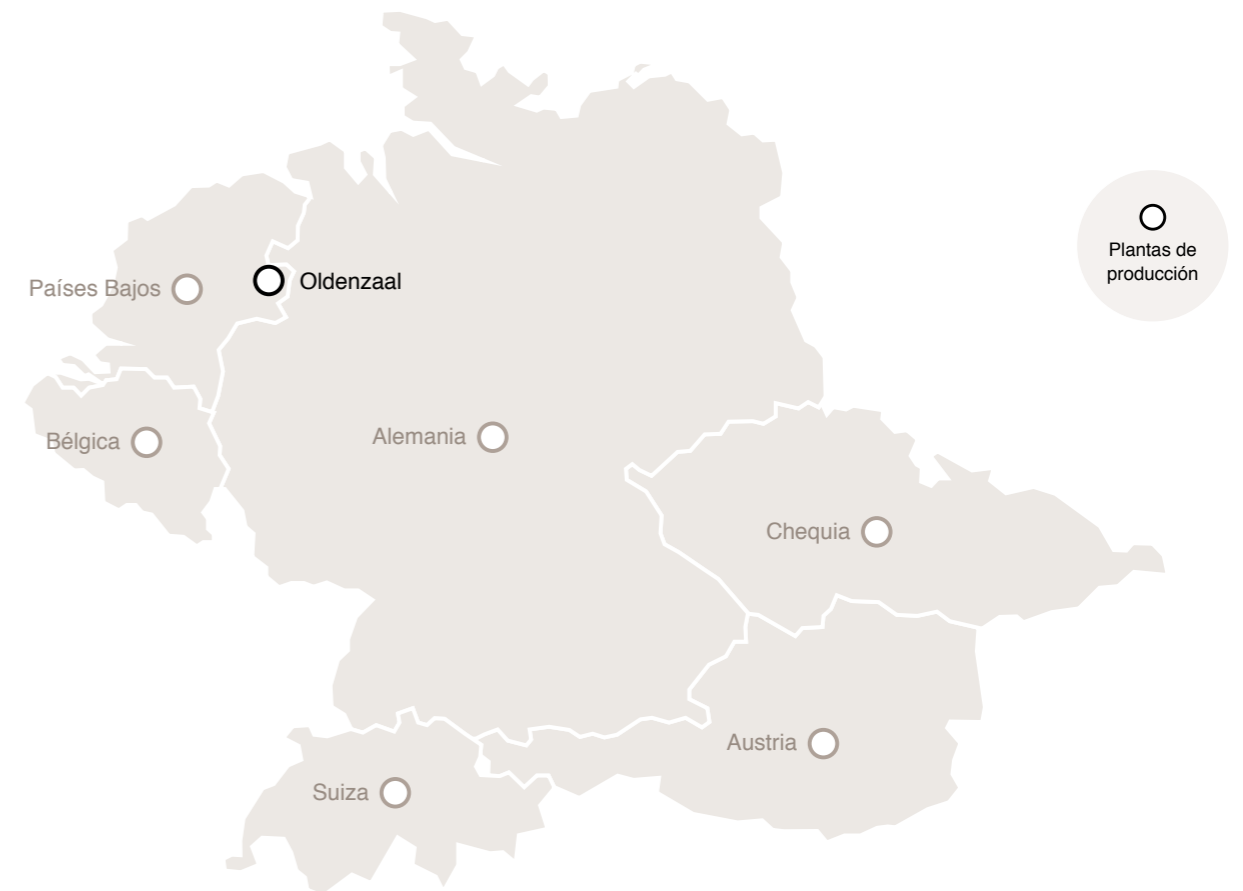 Plantas de
producción
Oldenzaal
Países Bajos
Bélgica
Alemania
Chequia
Austria
Suiza